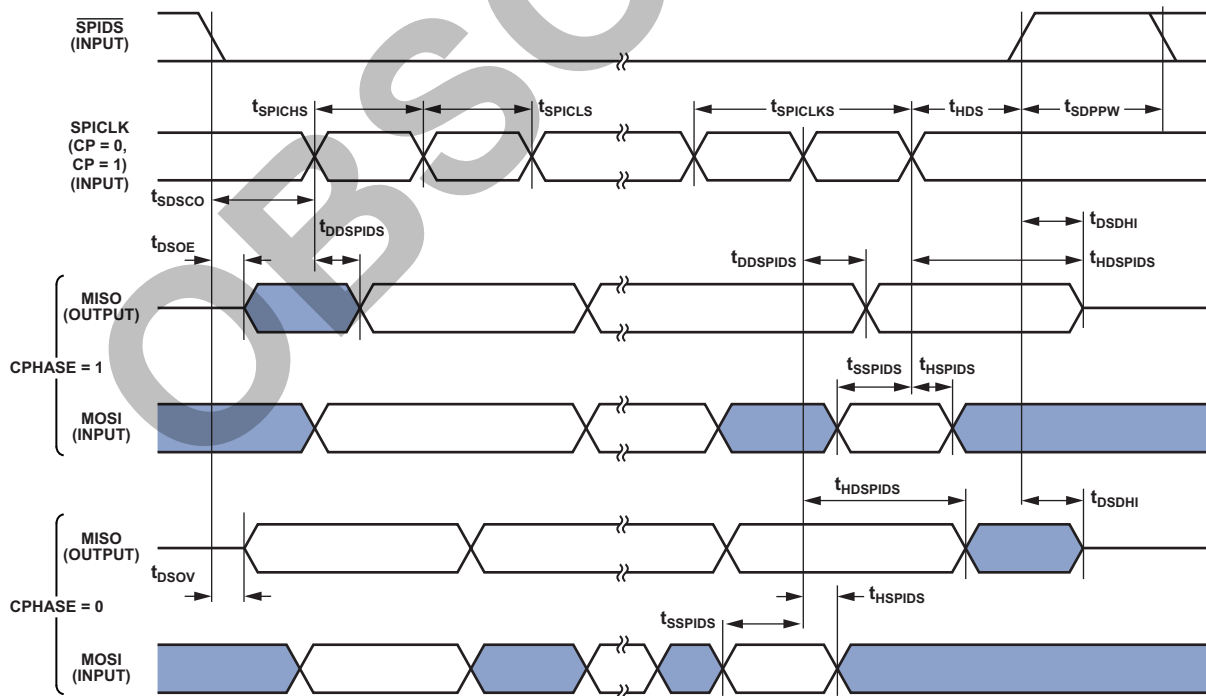 SPIDS
(INPUT)
tSPICHS
tSPICLS
tSPICLKS
tHDS
tSDPPW
SPICLK
(CP = 0,
CP = 1)
(INPUT)
tSDSCO
tDSOE
tDDSPIDS
tDDSPIDS
tDSDHI
tHDSPIDS
MISO
(OUTPUT)
CPHASE = 1
tSSPIDS
tHSPIDS
MOSI
(INPUT)
tHDSPIDS
tDSDHI
MISO
(OUTPUT)
tDSOV
CPHASE = 0
tHSPIDS
tSSPIDS
MOSI
(INPUT)
OBSO